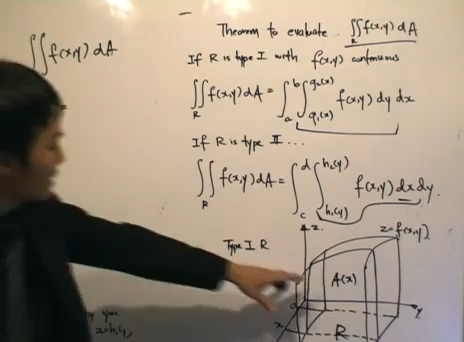 ∬ f(x,y) dA
=
Theorem to evaluate ∬_R f(x,y) dA
If R is type I with f(x,y) continuous
∬_R f(x,y) dA = ∫_a^b ∫_{g₁(x)}^{g₂(x)} f(x,y) dy dx
If R is type II ...
∬_R f(x,y) dA = ∫_c^d ∫_{h₁(y)}^{h₂(y)} f(x,y) dx dy.
Type I R
z
z=f(x,y)
A(x)
a
x
R
y